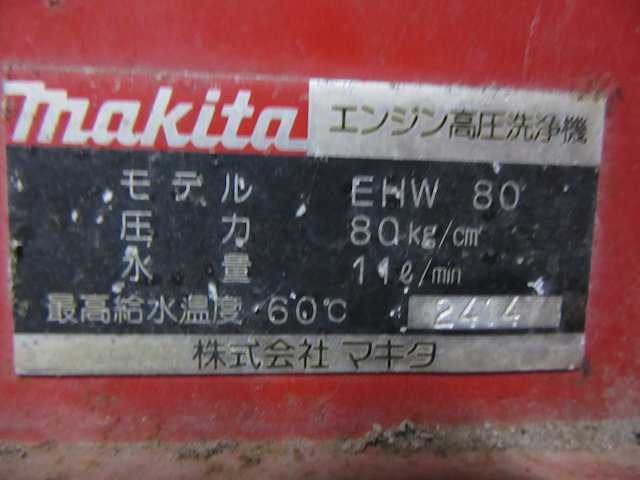 makita エンジン高圧洗浄機
モデル EHW 80
圧力 80kg/cm²
水量 11ℓ/min
最高給水温度・60℃ 2414
株式会社 マキタ